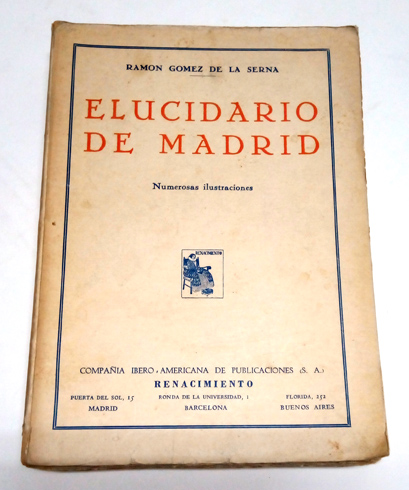 RAMON GOMEZ DE LA SERNA
ELUCIDARIO
DE MADRID
Numerosas ilustraciones
RENACIMIENTO
COMPAÑIA IBERO-AMERICANA DE PUBLICACIONES (S. A.)
RENACIMIENTO
PUERTA DEL SOL, 15 RONDA DE LA UNIVERSIDAD, 1 FLORIDA, 252
MADRID BARCELONA BUENOS AIRES